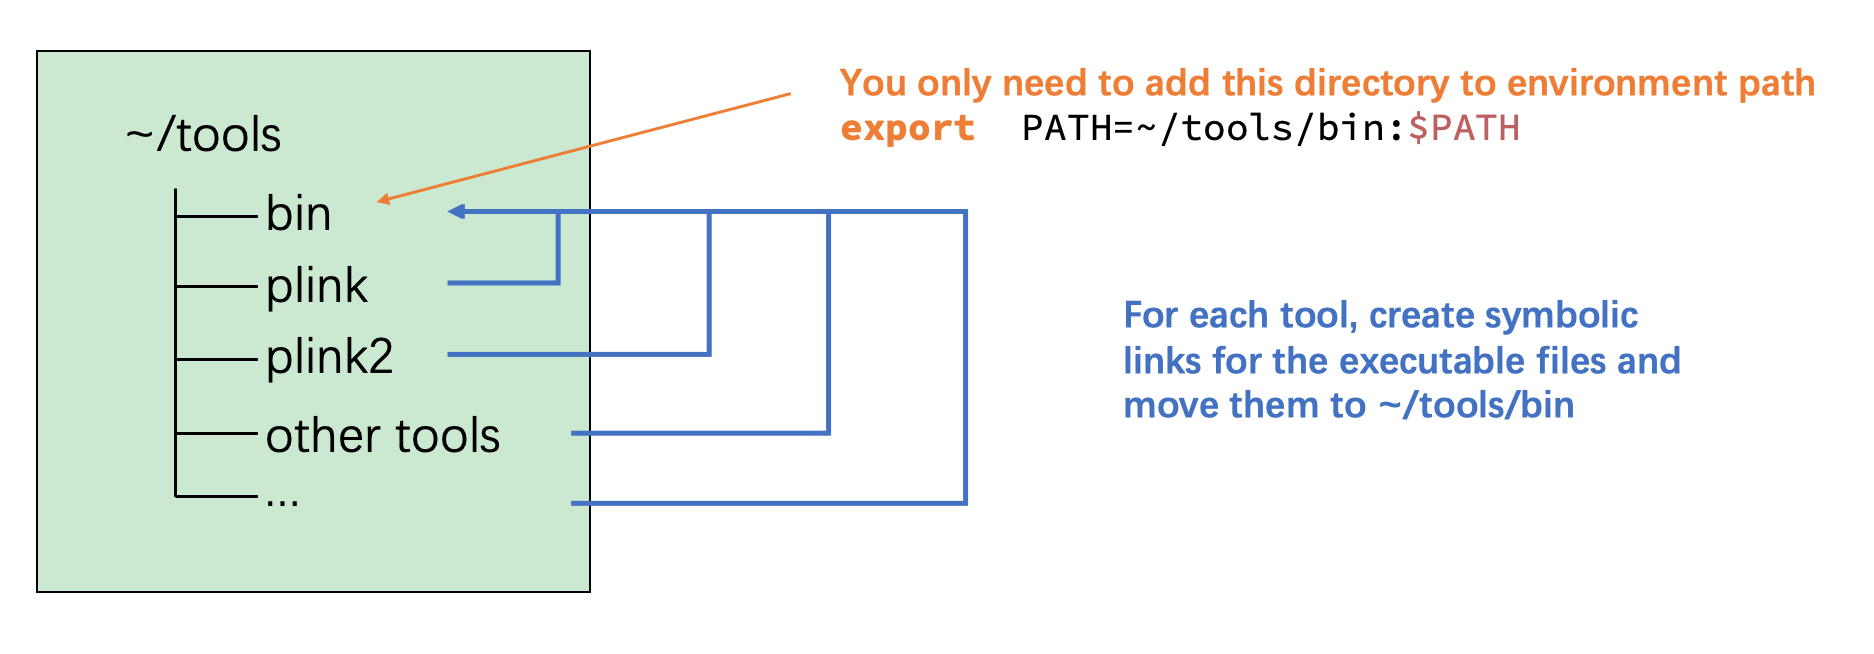 ~/tools
bin
plink
plink2
other tools
...
You only need to add this directory to environment path
export PATH=~/tools/bin:$PATH
For each tool, create symbolic
links for the executable files and
move them to ~/tools/bin